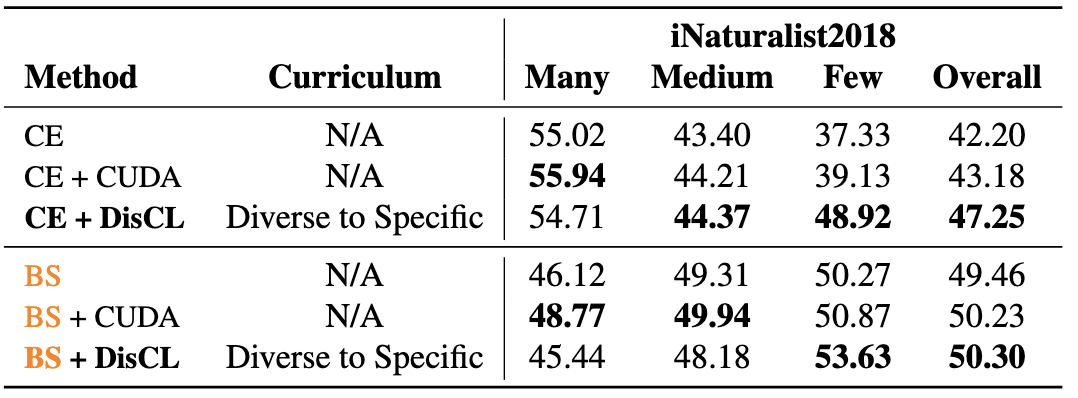 iNaturalist2018
Method Curriculum Many Medium Few Overall
CE N/A 55.02 43.40 37.33 42.20
CE + CUDA N/A 55.94 44.21 39.13 43.18
CE + DisCL Diverse to Specific 54.71 44.37 48.92 47.25
BS N/A 46.12 49.31 50.27 49.46
BS + CUDA N/A 48.77 49.94 50.87 50.23
BS + DisCL Diverse to Specific 45.44 48.18 53.63 50.30